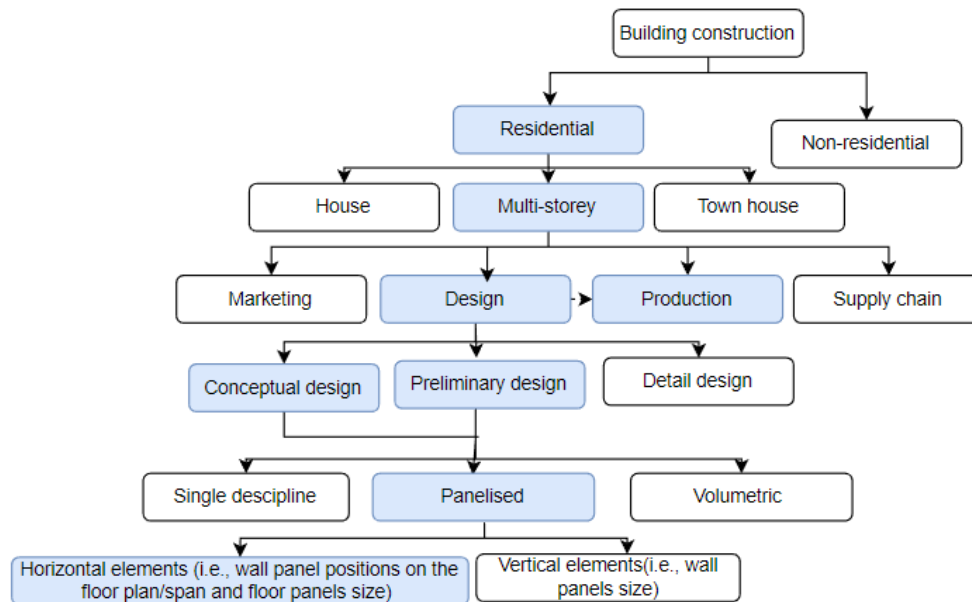 Building construction
Residential
Non-residential
House
Multi-storey
Town house
Marketing
Design
Production
Supply chain
Conceptual design
Preliminary design
Detail design
Single descipline
Panelised
Volumetric
Horizontal elements (i.e., wall panel positions on the
floor plan/span and floor panels size)
Vertical elements(i.e., wall
panels size)